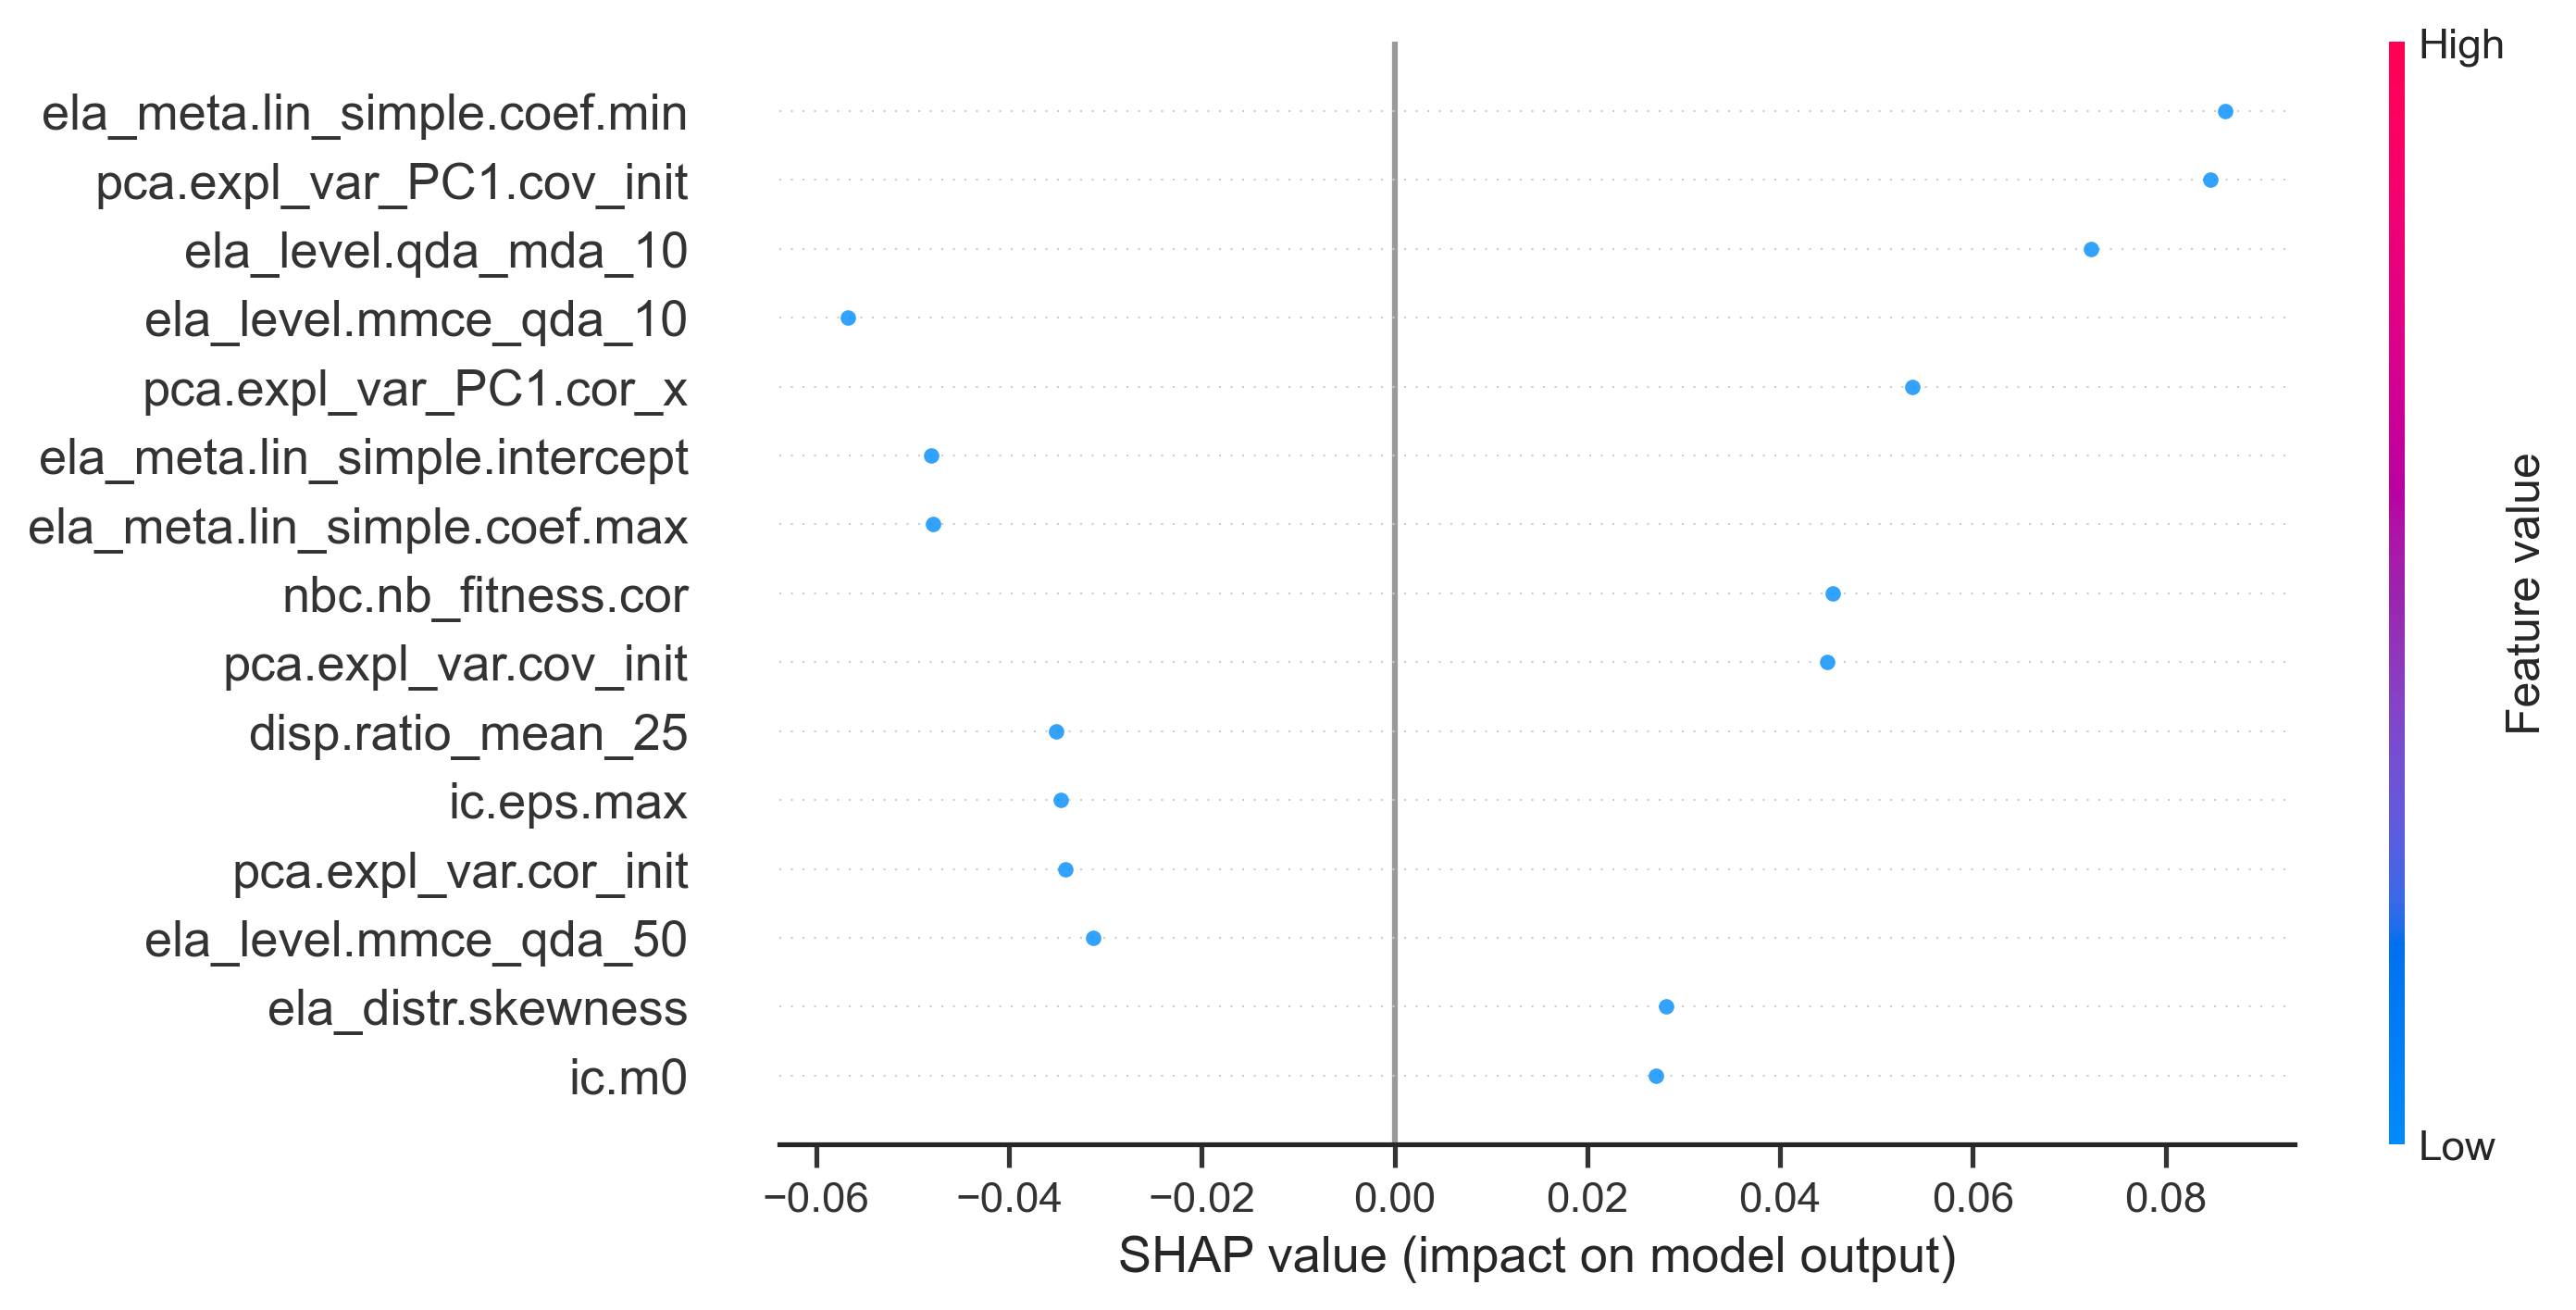 High
ela_meta.lin_simple.coef.min
pca.expl_var_PC1.cov_init
ela_level.qda_mda_10
ela_level.mmce_qda_10
pca.expl_var_PC1.cor_x
ela_meta.lin_simple.intercept
ela_meta.lin_simple.coef.max
nbc.nb_fitness.cor
pca.expl_var.cov_init
disp.ratio_mean_25
ic.eps.max
pca.expl_var.cor_init
ela_level.mmce_qda_50
ela_distr.skewness
ic.m0
Feature value
Low
−0.06 −0.04 −0.02 0.00 0.02 0.04 0.06 0.08
SHAP value (impact on model output)